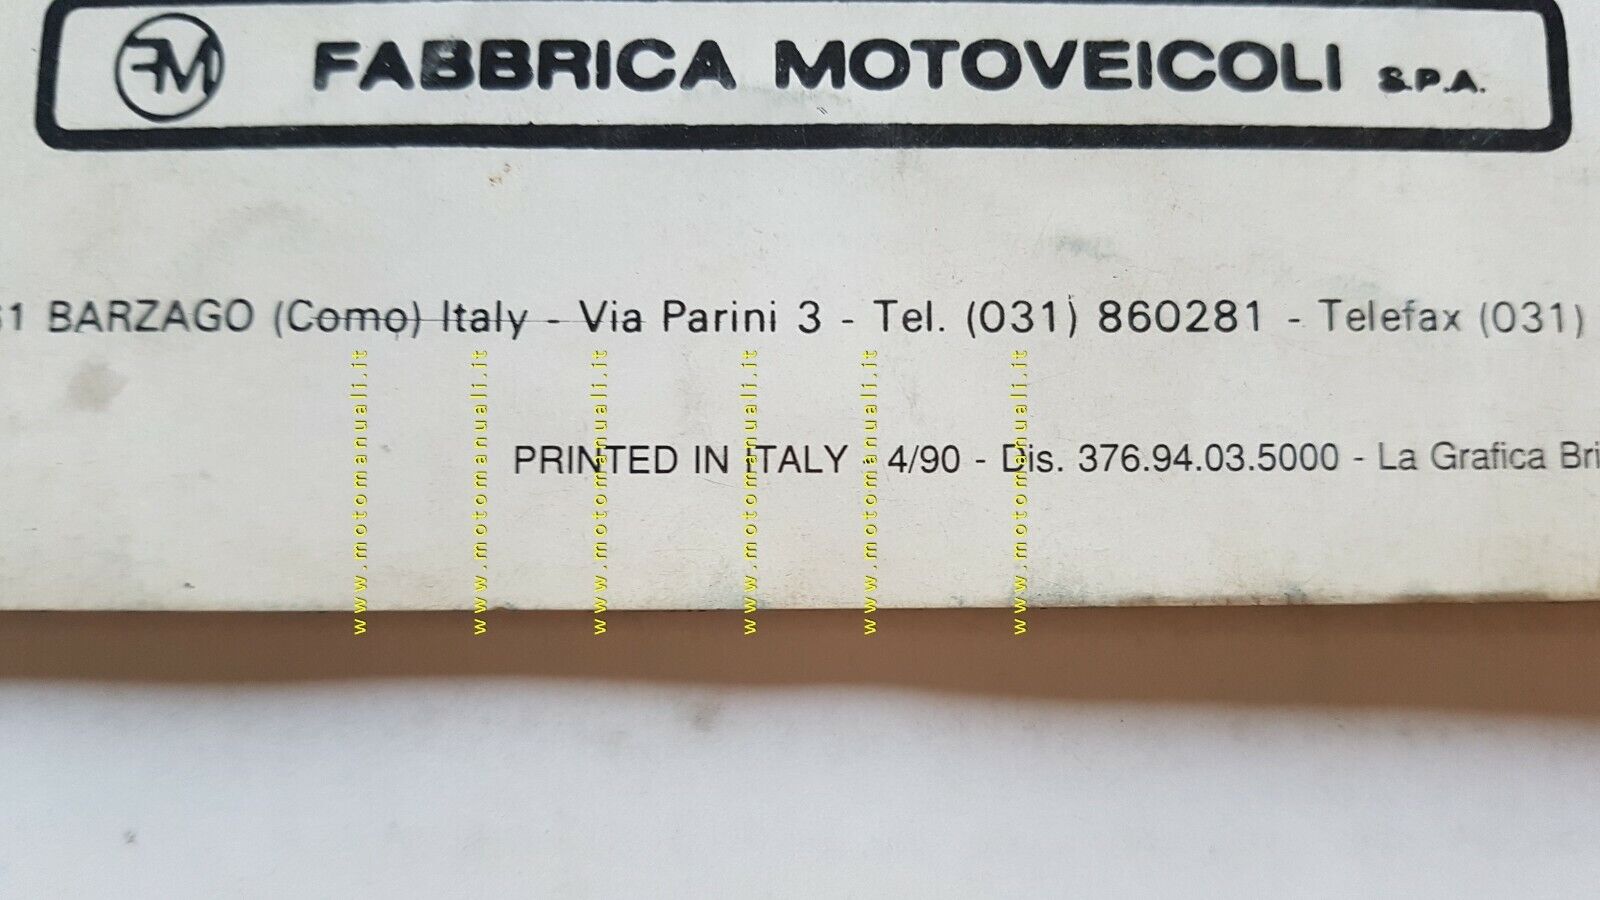 FM FABBRICA MOTOVEICOLI S.P.A.
BARZAGO (Como) Italy - Via Parini 3 - Tel. (031) 860281 - Telefax (031)
PRINTED IN ITALY - 4/90 - Dis. 376.94.03.5000 - La Grafica Bri
www.motomanuali.it
www.motomanuali.it
www.motomanuali.it
www.motomanuali.it
www.motomanuali.it
www.motomanuali.it